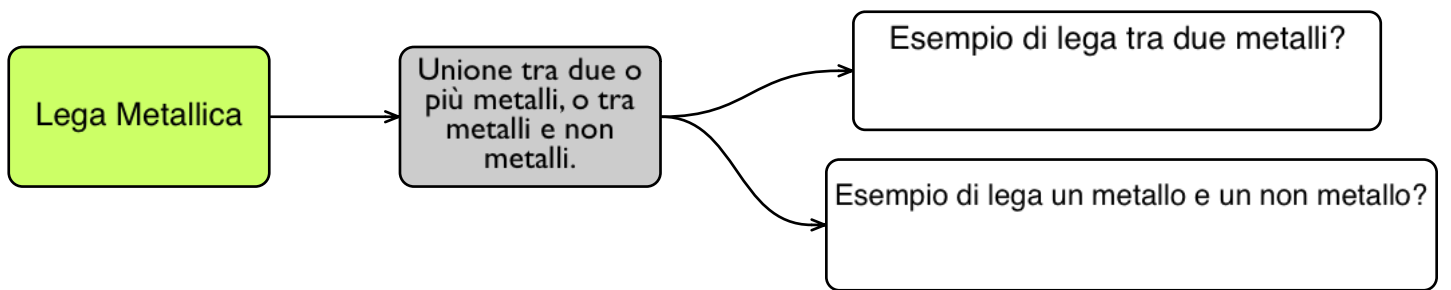 Lega Metallica
Unione tra due o
più metalli, o tra
metalli e non
metalli.
Esempio di lega tra due metalli?
Esempio di lega un metallo e un non metallo?